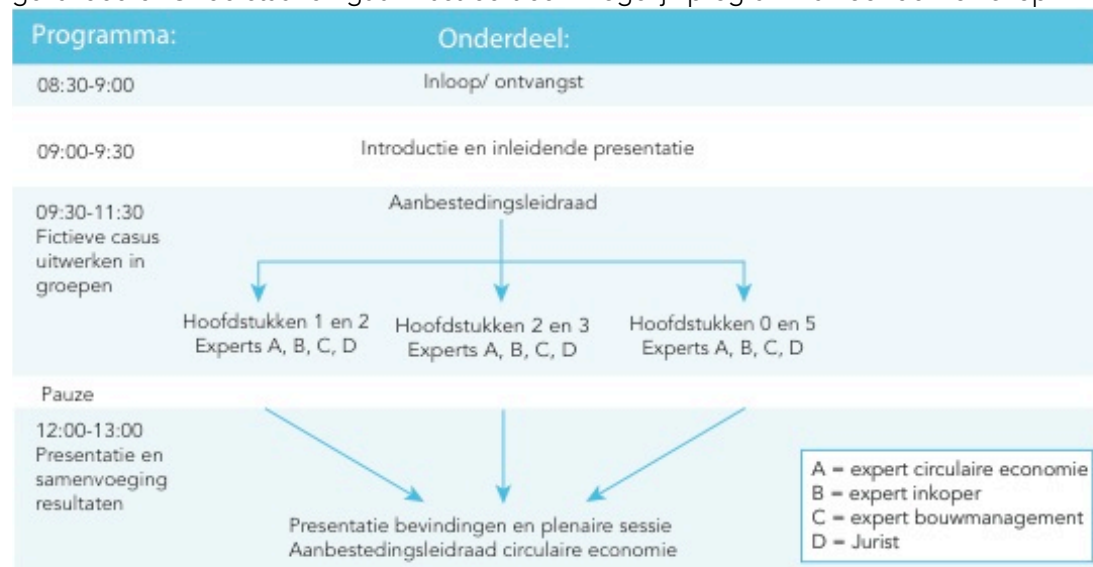 Programma: Onderdeel:
08:30-9:00 Inloop/ ontvangst
09:00-9:30 Introductie en inleidende presentatie
09:30-11:30
Fictieve casus
uitwerken in
groepen
Aanbestedingsleidraad
Hoofdstukken 1 en 2
Experts A, B, C, D
Hoofdstukken 2 en 3
Experts A, B, C, D
Hoofdstukken 0 en 5
Experts A, B, C, D
Pauze
12:00-13:00
Presentatie en
samenvoeging
resultaten
Presentatie bevindingen en plenaire sessie
Aanbestedingsleidraad circulaire economie
A = expert circulaire economie
B = expert inkoper
C = expert bouwmanagement
D = Jurist